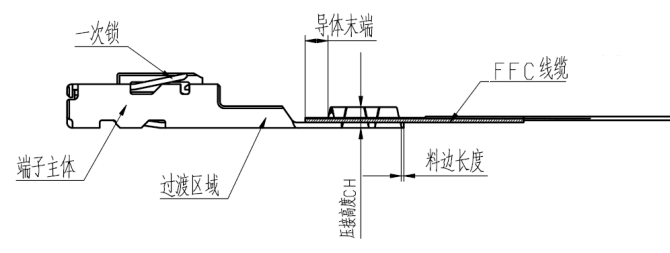 一次锁
导体末端
FFC线缆
端子主体
过渡区域
压接高度CH
料边长度